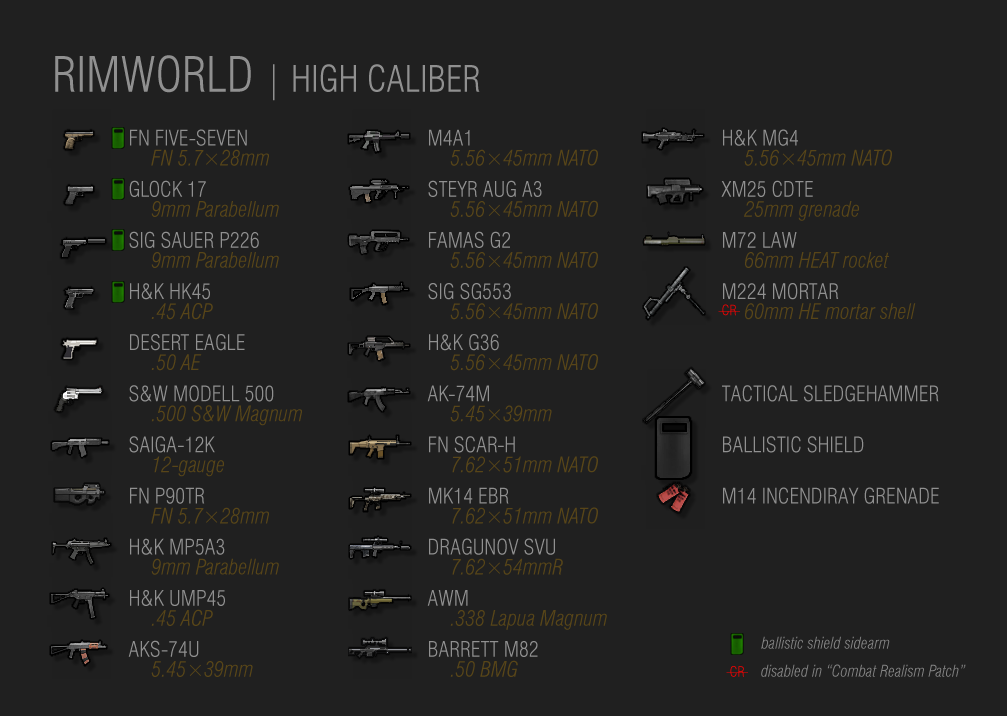 RIMWORLD | HIGH CALIBER
FN FIVE-SEVEN
FN 5.7×28mm
GLOCK 17
9mm Parabellum
SIG SAUER P226
9mm Parabellum
H&K HK45
.45 ACP
DESERT EAGLE
.50 AE
S&W MODELL 500
.500 S&W Magnum
SAIGA-12K
12-gauge
FN P90TR
FN 5.7×28mm
H&K MP5A3
9mm Parabellum
H&K UMP45
.45 ACP
AKS-74U
5.45×39mm
M4A1
5.56×45mm NATO
STEYR AUG A3
5.56×45mm NATO
FAMAS G2
5.56×45mm NATO
SIG SG553
5.56×45mm NATO
H&K G36
5.56×45mm NATO
AK-74M
5.45×39mm
FN SCAR-H
7.62×51mm NATO
MK14 EBR
7.62×51mm NATO
DRAGUNOV SVU
7.62×54mmR
AWM
.338 Lapua Magnum
BARRETT M82
.50 BMG
H&K MG4
5.56×45mm NATO
XM25 CDTE
25mm grenade
M72 LAW
66mm HEAT rocket
M224 MORTAR
CR 60mm HE mortar shell
TACTICAL SLEDGEHAMMER
BALLISTIC SHIELD
M14 INCENDIRAY GRENADE
ballistic shield sidearm
CR disabled in “Combat Realism Patch”